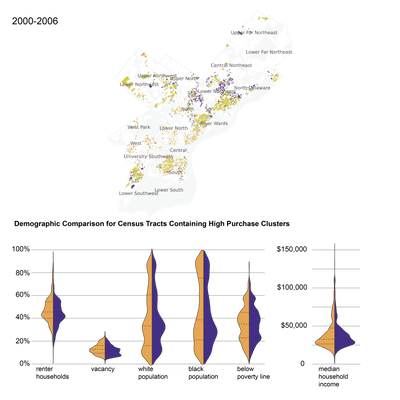 2000-2006
Upper Far Northeast
Lower Far Northeast
Central Northeast
Upper Northwest
Upper North
Lower Northwest
Lower Northeast
North Delaware
North
River Wards
West Park
Lower North
West
Central
University Southwest
South
Lower Southwest
Lower South
Demographic Comparison for Census Tracts Containing High Purchase Clusters
100%
80%
60%
40%
20%
0%
$150,000
$100,000
$50,000
0
renter
households
vacancy
white
population
black
population
below
poverty line
median
household
income